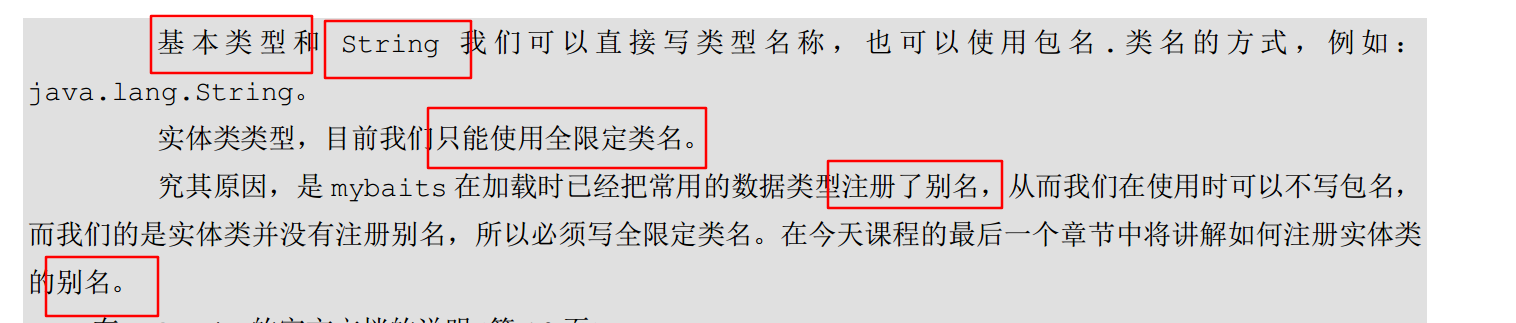 基本类型和 String 我们可以直接写类型名称，也可以使用包名.类名的方式，例如：
java.lang.String。
实体类类型，目前我们只能使用全限定类名。
究其原因，是 mybaits 在加载时已经把常用的数据类型注册了别名，从而我们在使用时可以不写包名，
而我们的是实体类并没有注册别名，所以必须写全限定类名。在今天课程的最后一个章节中将讲解如何注册实体类
的别名。